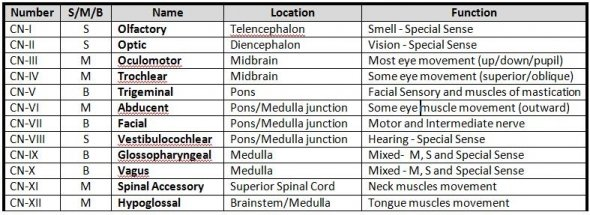 Number S/M/B Name Location Function
CN-I S Olfactory Telencephalon Smell - Special Sense
CN-II S Optic Diencephalon Vision - Special Sense
CN-III M Oculomotor Midbrain Most eye movement (up/down/pupil)
CN-IV M Trochlear Midbrain Some eye movement (superior/oblique)
CN-V B Trigeminal Pons Facial Sensory and muscles of mastication
CN-VI M Abducent Pons/Medulla junction Some eye muscle movement (outward)
CN-VII B Facial Pons/Medulla junction Motor and Intermediate nerve
CN-VIII S Vestibulocochlear Pons/Medulla junction Hearing - Special Sense
CN-IX B Glossopharyngeal Medulla Mixed- M, S and Special Sense
CN-X B Vagus Medulla Mixed - M, S and Special Sense
CN-XI M Spinal Accessory Superior Spinal Cord Neck muscles movement
CN-XII M Hypoglossal Brainstem/Medulla Tongue muscles movement